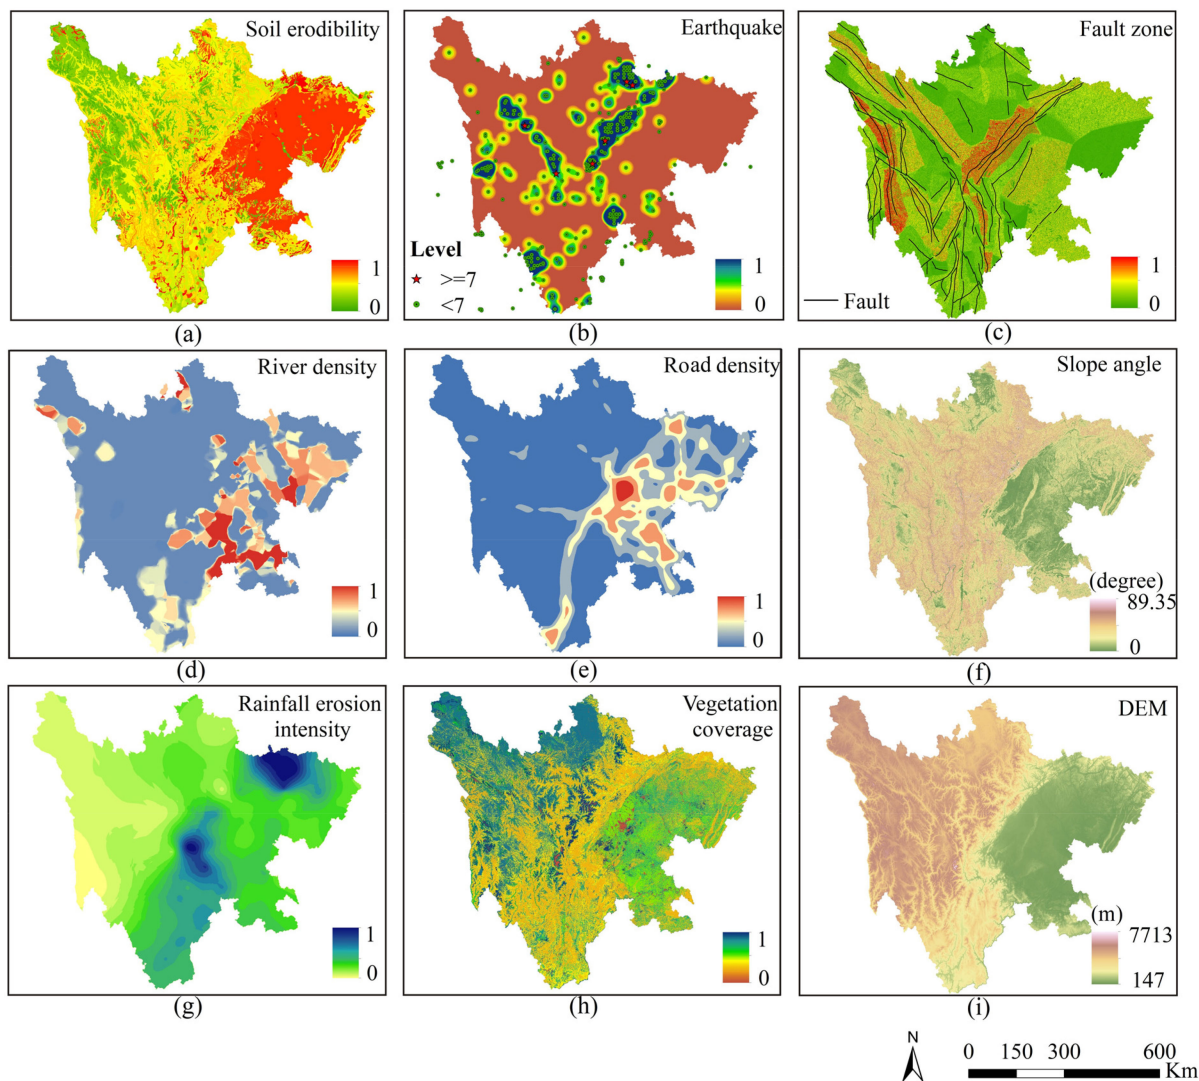 Soil erodibility
1
0
(a)
Earthquake
Level
>=7
<7
1
0
(b)
Fault zone
Fault
1
0
(c)
River density
1
0
(d)
Road density
1
0
(e)
Slope angle
(degree)
89.35
0
(f)
Rainfall erosion
intensity
1
0
(g)
Vegetation
coverage
1
0
(h)
DEM
(m)
7713
147
(i)
N
0 150 300 600
Km